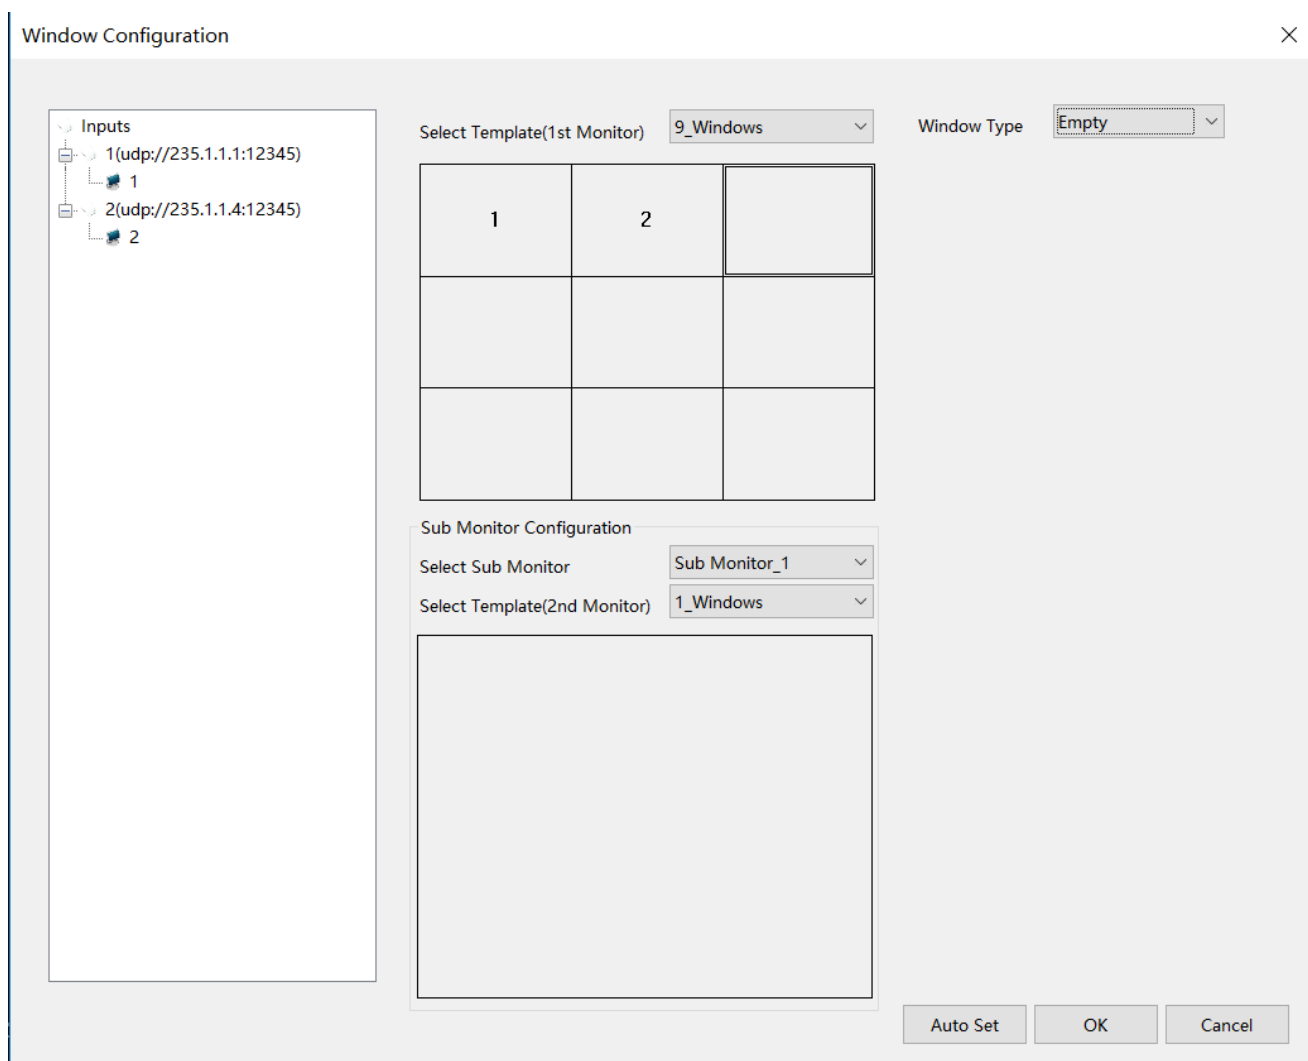 Window Configuration
Inputs
1(udp://235.1.1.1:12345)
1
2(udp://235.1.1.4:12345)
2
Select Template(1st Monitor)
9_Windows
1
2
Sub Monitor Configuration
Select Sub Monitor
Sub Monitor_1
Select Template(2nd Monitor)
1_Windows
Window Type
Empty
Auto Set
OK
Cancel